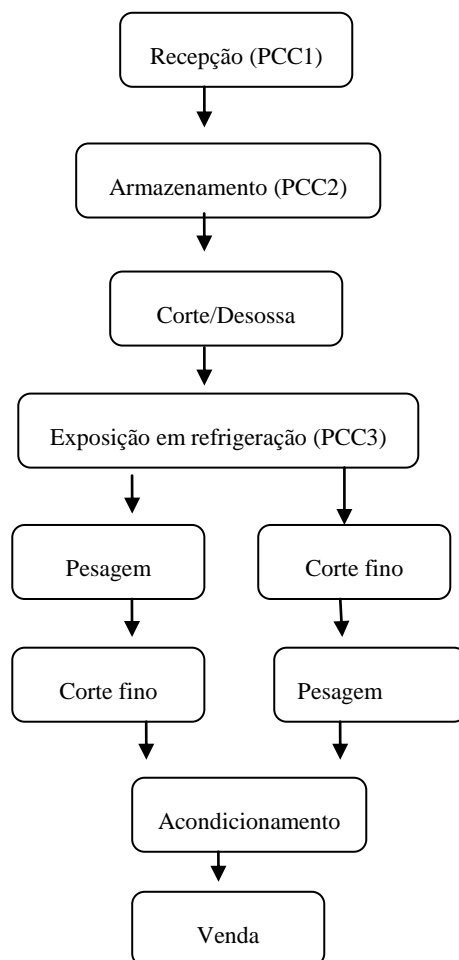 Recepção (PCC1)
Armazenamento (PCC2)
Corte/Desossa
Exposição em refrigeração (PCC3)
Pesagem
Corte fino
Corte fino
Pesagem
Acondicionamento
Venda